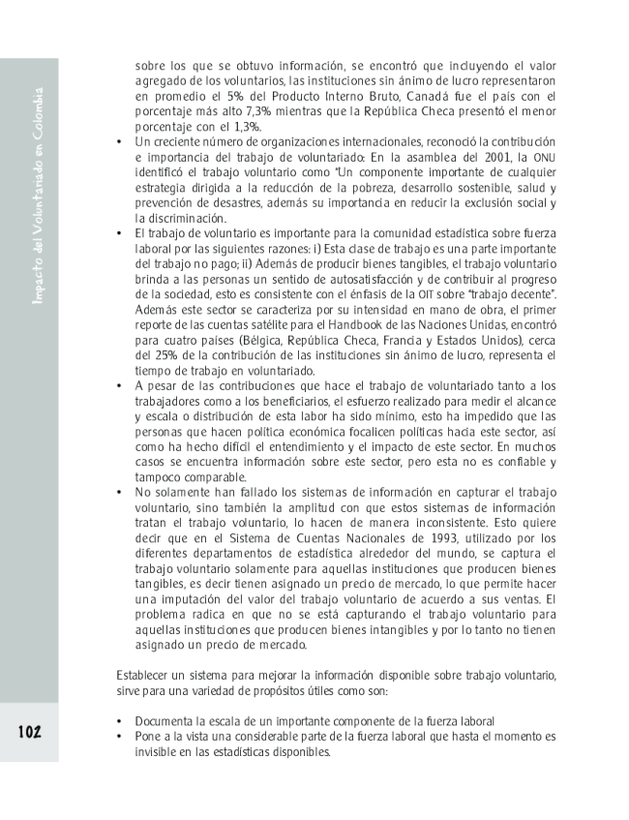 Impacto del Voluntariado en Colombia
sobre los que se obtuvo información, se encontró que incluyendo el valor
agregado de los voluntarios, las instituciones sin ánimo de lucro representaron
en promedio el 5% del Producto Interno Bruto, Canadá fue el país con el
porcentaje más alto 7,3% mientras que la República Checa presentó el menor
porcentaje con el 1,3%.
• Un creciente número de organizaciones internacionales, reconoció la contribución
e importancia del trabajo de voluntariado: En la asamblea del 2001, la ONU
identificó el trabajo voluntario como "Un componente importante de cualquier
estrategia dirigida a la reducción de la pobreza, desarrollo sostenible, salud y
prevención de desastres, además su importancia en reducir la exclusión social y
la discriminación.
• El trabajo de voluntario es importante para la comunidad estadística sobre fuerza
laboral por las siguientes razones: i) Esta clase de trabajo es una parte importante
del trabajo no pago; ii) Además de producir bienes tangibles, el trabajo voluntario
brinda a las personas un sentido de autosatisfacción y de contribuir al progreso
de la sociedad, esto es consistente con el énfasis de la OIT sobre "trabajo decente".
Además este sector se caracteriza por su intensidad en mano de obra, el primer
reporte de las cuentas satélite para el Handbook de las Naciones Unidas, encontró
para cuatro países (Bélgica, República Checa, Francia y Estados Unidos), cerca
del 25% de la contribución de las instituciones sin ánimo de lucro, representa el
tiempo de trabajo en voluntariado.
• A pesar de las contribuciones que hace el trabajo de voluntariado tanto a los
trabajadores como a los beneficiarios, el esfuerzo realizado para medir el alcance
y escala o distribución de esta labor ha sido mínimo, esto ha impedido que las
personas que hacen política económica focalicen políticas hacia este sector, así
como ha hecho difícil el entendimiento y el impacto de este sector. En muchos
casos se encuentra información sobre este sector, pero esta no es confiable y
tampoco comparable.
• No solamente han fallado los sistemas de información en capturar el trabajo
voluntario, sino también la amplitud con que estos sistemas de información
tratan el trabajo voluntario, lo hacen de manera inconsistente. Esto quiere
decir que en el Sistema de Cuentas Nacionales de 1993, utilizado por los
diferentes departamentos de estadística alrededor del mundo, se captura el
trabajo voluntario solamente para aquellas instituciones que producen bienes
tangibles, es decir tienen asignado un precio de mercado, lo que permite hacer
una imputación del valor del trabajo voluntario de acuerdo a sus ventas. El
problema radica en que no se está capturando el trabajo voluntario para
aquellas instituciones que producen bienes intangibles y por lo tanto no tienen
asignado un precio de mercado.
Establecer un sistema para mejorar la información disponible sobre trabajo voluntario,
sirve para una variedad de propósitos útiles como son:
• Documenta la escala de un importante componente de la fuerza laboral
• Pone a la vista una considerable parte de la fuerza laboral que hasta el momento es
invisible en las estadísticas disponibles.
102